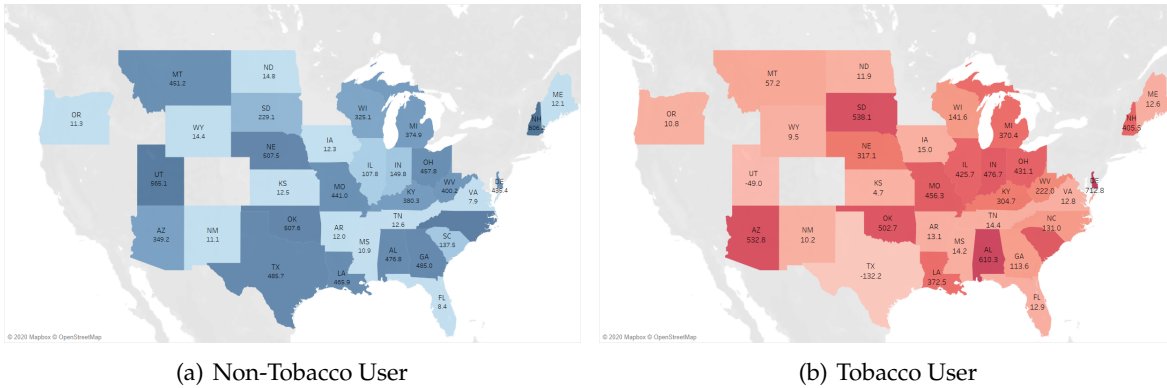 MT
451.2
ND
14.8
OR
11.3
SD
229.1
WI
325.1
ME
12.1
NH
WY
14.4
MI
374.9
NE
507.5
IA
12.3
UT
565.1
IL
107.8
IN
149.8
OH
457.8
DE
KS
12.5
MO
441.0
WV
400.2
KY
380.3
VA
7.9
AZ
349.2
NM
11.1
OK
507.6
TN
12.6
AR
12.0
SC
137.5
MS
10.9
AL
476.8
GA
485.0
TX
485.7
LA
FL
8.4
© 2020 Mapbox © OpenStreetMap
(a) Non-Tobacco User
MT
57.2
ND
11.9
OR
10.8
SD
538.1
WI
141.6
ME
12.6
NH
405.5
WY
9.5
MI
370.4
NE
317.1
IA
15.0
UT
-49.0
IL
425.7
IN
476.7
OH
431.1
DE
712.8
KS
4.7
MO
456.3
WV
222.0
KY
304.7
VA
12.8
AZ
532.8
NM
10.2
OK
502.7
TN
14.4
NC
131.0
AR
13.1
MS
14.2
AL
610.3
GA
113.6
TX
-132.2
LA
372.5
FL
12.9
© 2020 Mapbox © OpenStreetMap
(b) Tobacco User